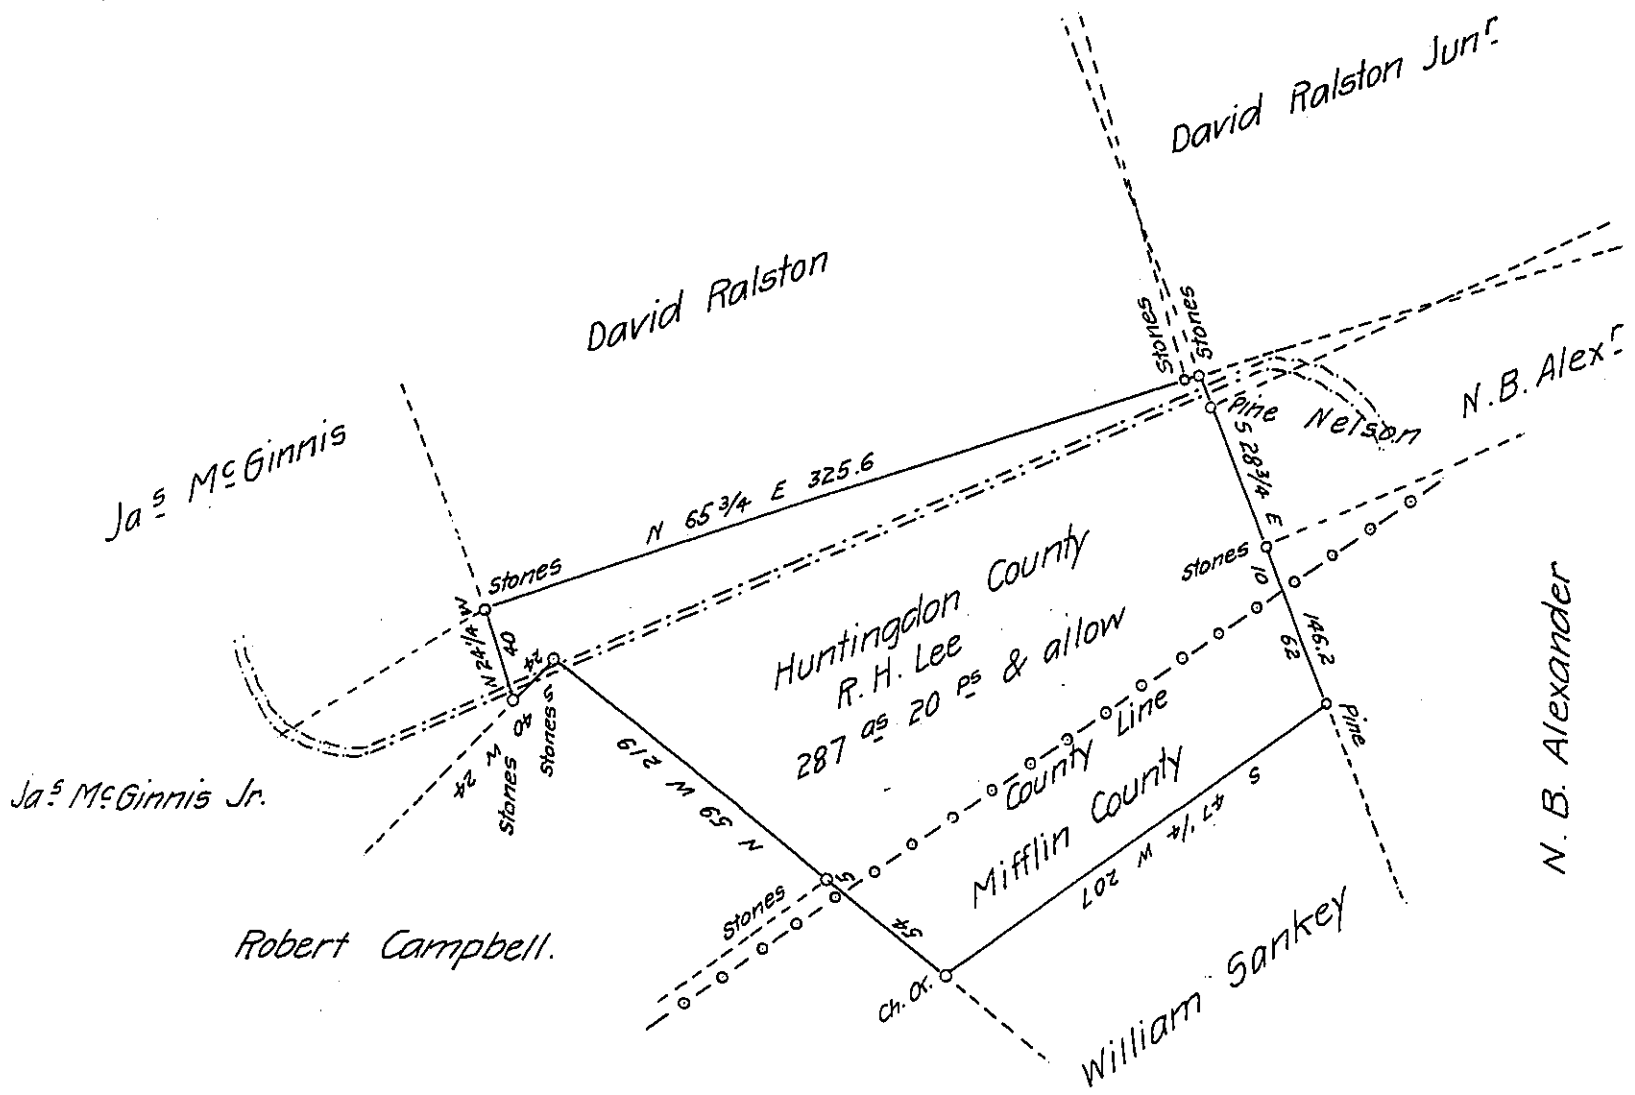 David Ralston Junr
David Ralston
Stones
Stones
N. B. Alexr
Jas McGinnis
Pine
Nelson
S 28 3/4 E
N 65 3/4 E 325.6
Stones
Stones
N 24 1/4 W
40
24
Huntingdon County
R. H. Lee
287 as 20 ps & allow
10
146.2
62
Pine
N. B. Alexander
County Line
Mifflin County
S 47 1/4 W 207
Stones
Stones
40
24
N 59 W 219
Jas McGinnis Jr.
Stones
5
54
Robert Campbell.
Ch. O.
William Sankey